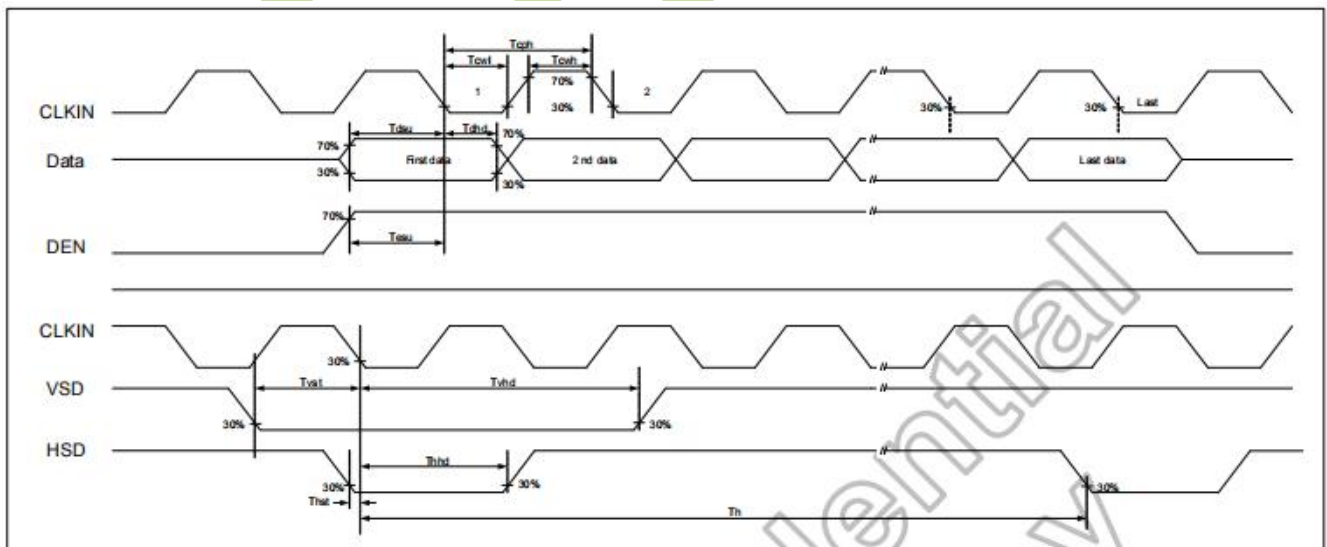 Tcph
Tcwl Tcwh
CLKIN 1 70% 30% 2 30% 30% Last
Tdsu Tdhd
70% 70%
Data First data 2 nd data Last data
30% 30%
70%
DEN Tesu
CLKIN 30%
VSD Tvst Tvhd
30% 30%
HSD
Thhd
30% 30% 30%
Thst
Th